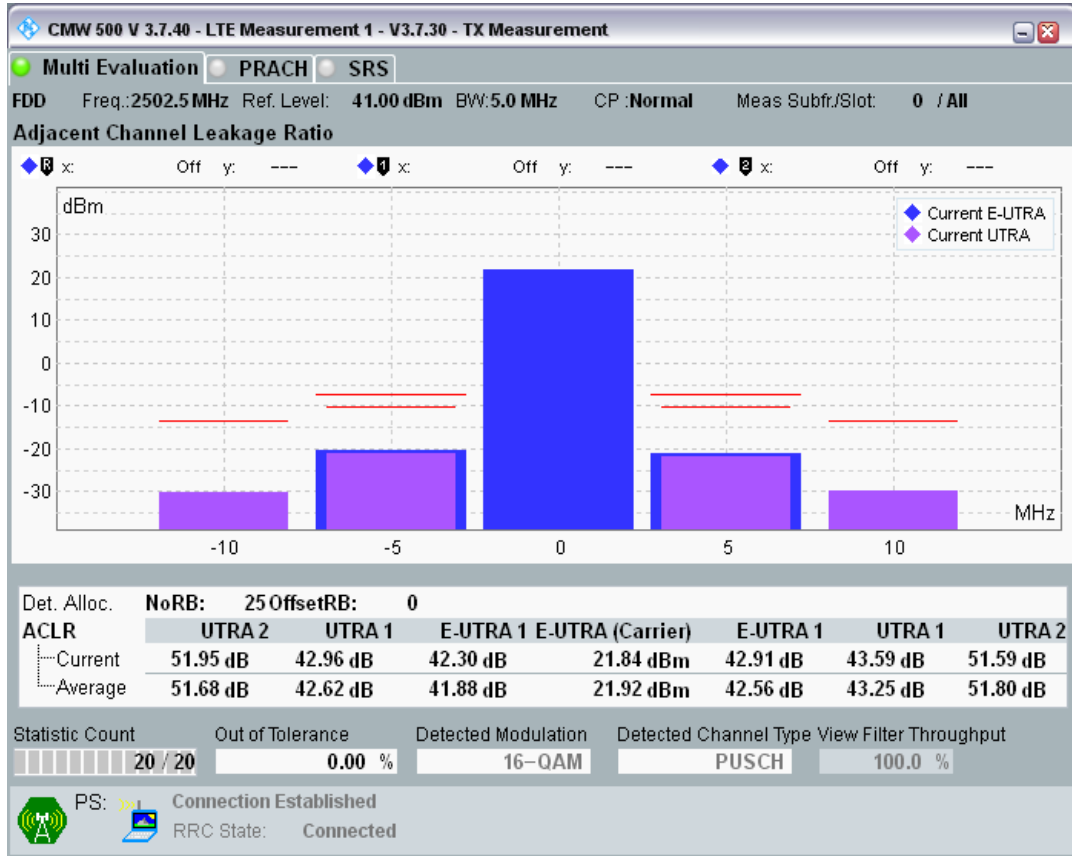 CMW 500 V 3.7.40 - LTE Measurement 1 - V3.7.30 - TX Measurement
Multi Evaluation PRACH SRS
FDD Freq.:2502.5 MHz Ref. Level: 41.00 dBm BW:5.0 MHz CP :Normal Meas Subfr./Slot: 0 / All
Adjacent Channel Leakage Ratio
R x: Off y: --- 1 x: Off y: --- 2 x: Off y: ---
dBm
Current E-UTRA
Current UTRA
30
20
10
0
-10
-20
-30
MHz
-10 -5 0 5 10
Det. Alloc. NoRB: 25 OffsetRB: 0
ACLR UTRA 2 UTRA 1 E-UTRA 1 E-UTRA (Carrier) E-UTRA 1 UTRA 1 UTRA 2
Current 51.95 dB 42.96 dB 42.30 dB 21.84 dBm 42.91 dB 43.59 dB 51.59 dB
Average 51.68 dB 42.62 dB 41.88 dB 21.92 dBm 42.56 dB 43.25 dB 51.80 dB
Statistic Count Out of Tolerance Detected Modulation Detected Channel Type View Filter Throughput
20 / 20 0.00 % 16-QAM PUSCH 100.0 %
PS: Connection Established
RRC State: Connected